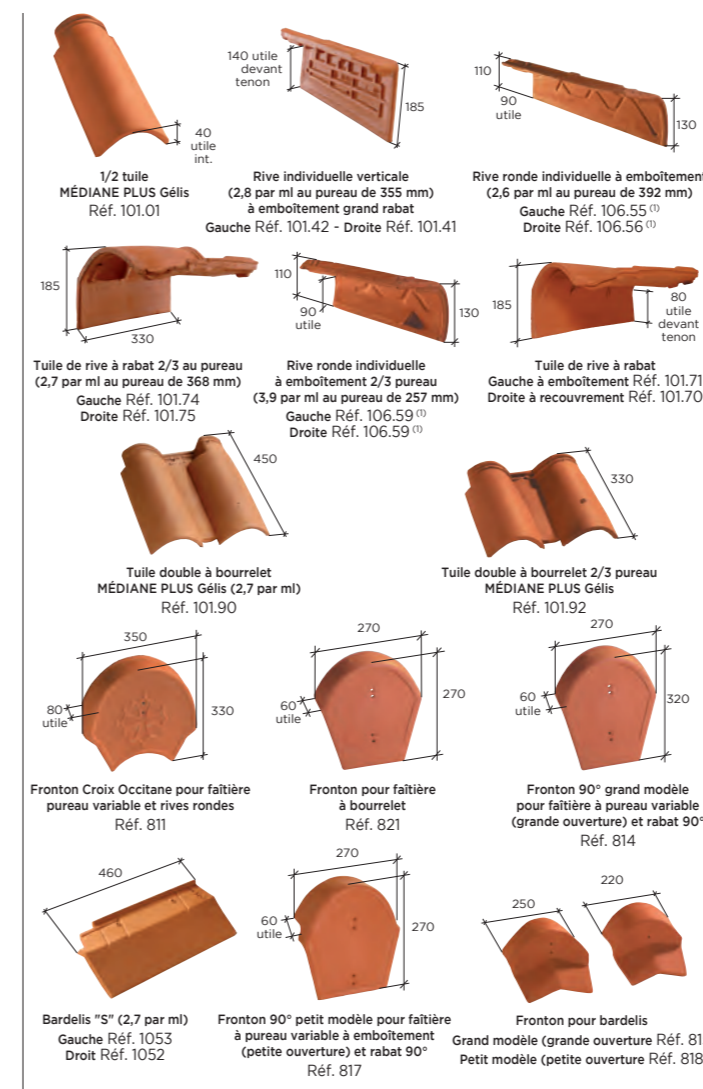 140 utile
devant
tenon
185
40
utile
int.
110
90
utile
130
1/2 tuile
MÉDIANE PLUS Gélis
Réf. 101.01
Rive individuelle verticale
(2,8 par ml au pureau de 355 mm)
à emboîtement grand rabat
Gauche Réf. 101.42 - Droite Réf. 101.41
Rive ronde individuelle à emboîtement
(2,6 par ml au pureau de 392 mm)
Gauche Réf. 106.55 (1)
Droite Réf. 106.56 (1)
185
330
110
90
utile
130
185
80
utile
devant
tenon
Tuile de rive à rabat 2/3 au pureau
(2,7 par ml au pureau de 368 mm)
Gauche Réf. 101.74
Droite Réf. 101.75
Rive ronde individuelle
à emboîtement 2/3 pureau
(3,9 par ml au pureau de 257 mm)
Gauche Réf. 106.59 (1)
Droite Réf. 106.59 (1)
Tuile de rive à rabat
Gauche à emboîtement Réf. 101.71
Droite à recouvrement Réf. 101.70
450
330
Tuile double à bourrelet
MÉDIANE PLUS Gélis (2,7 par ml)
Réf. 101.90
Tuile double à bourrelet 2/3 pureau
MÉDIANE PLUS Gélis
Réf. 101.92
350
80
utile
330
270
60
utile
270
270
60
utile
320
Fronton Croix Occitane pour faîtière
pureau variable et rives rondes
Réf. 811
Fronton pour faîtière
à bourrelet
Réf. 821
Fronton 90° grand modèle
pour faîtière à pureau variable
(grande ouverture) et rabat 90°
Réf. 814
460
270
60
utile
270
250
220
Bardelis "S" (2,7 par ml)
Gauche Réf. 1053
Droit Réf. 1052
Fronton 90° petit modèle pour faîtière
à pureau variable à emboîtement
(petite ouverture) et rabat 90°
Réf. 817
Fronton pour bardelis
Grand modèle (grande ouverture Réf. 81
Petit modèle (petite ouverture Réf. 818